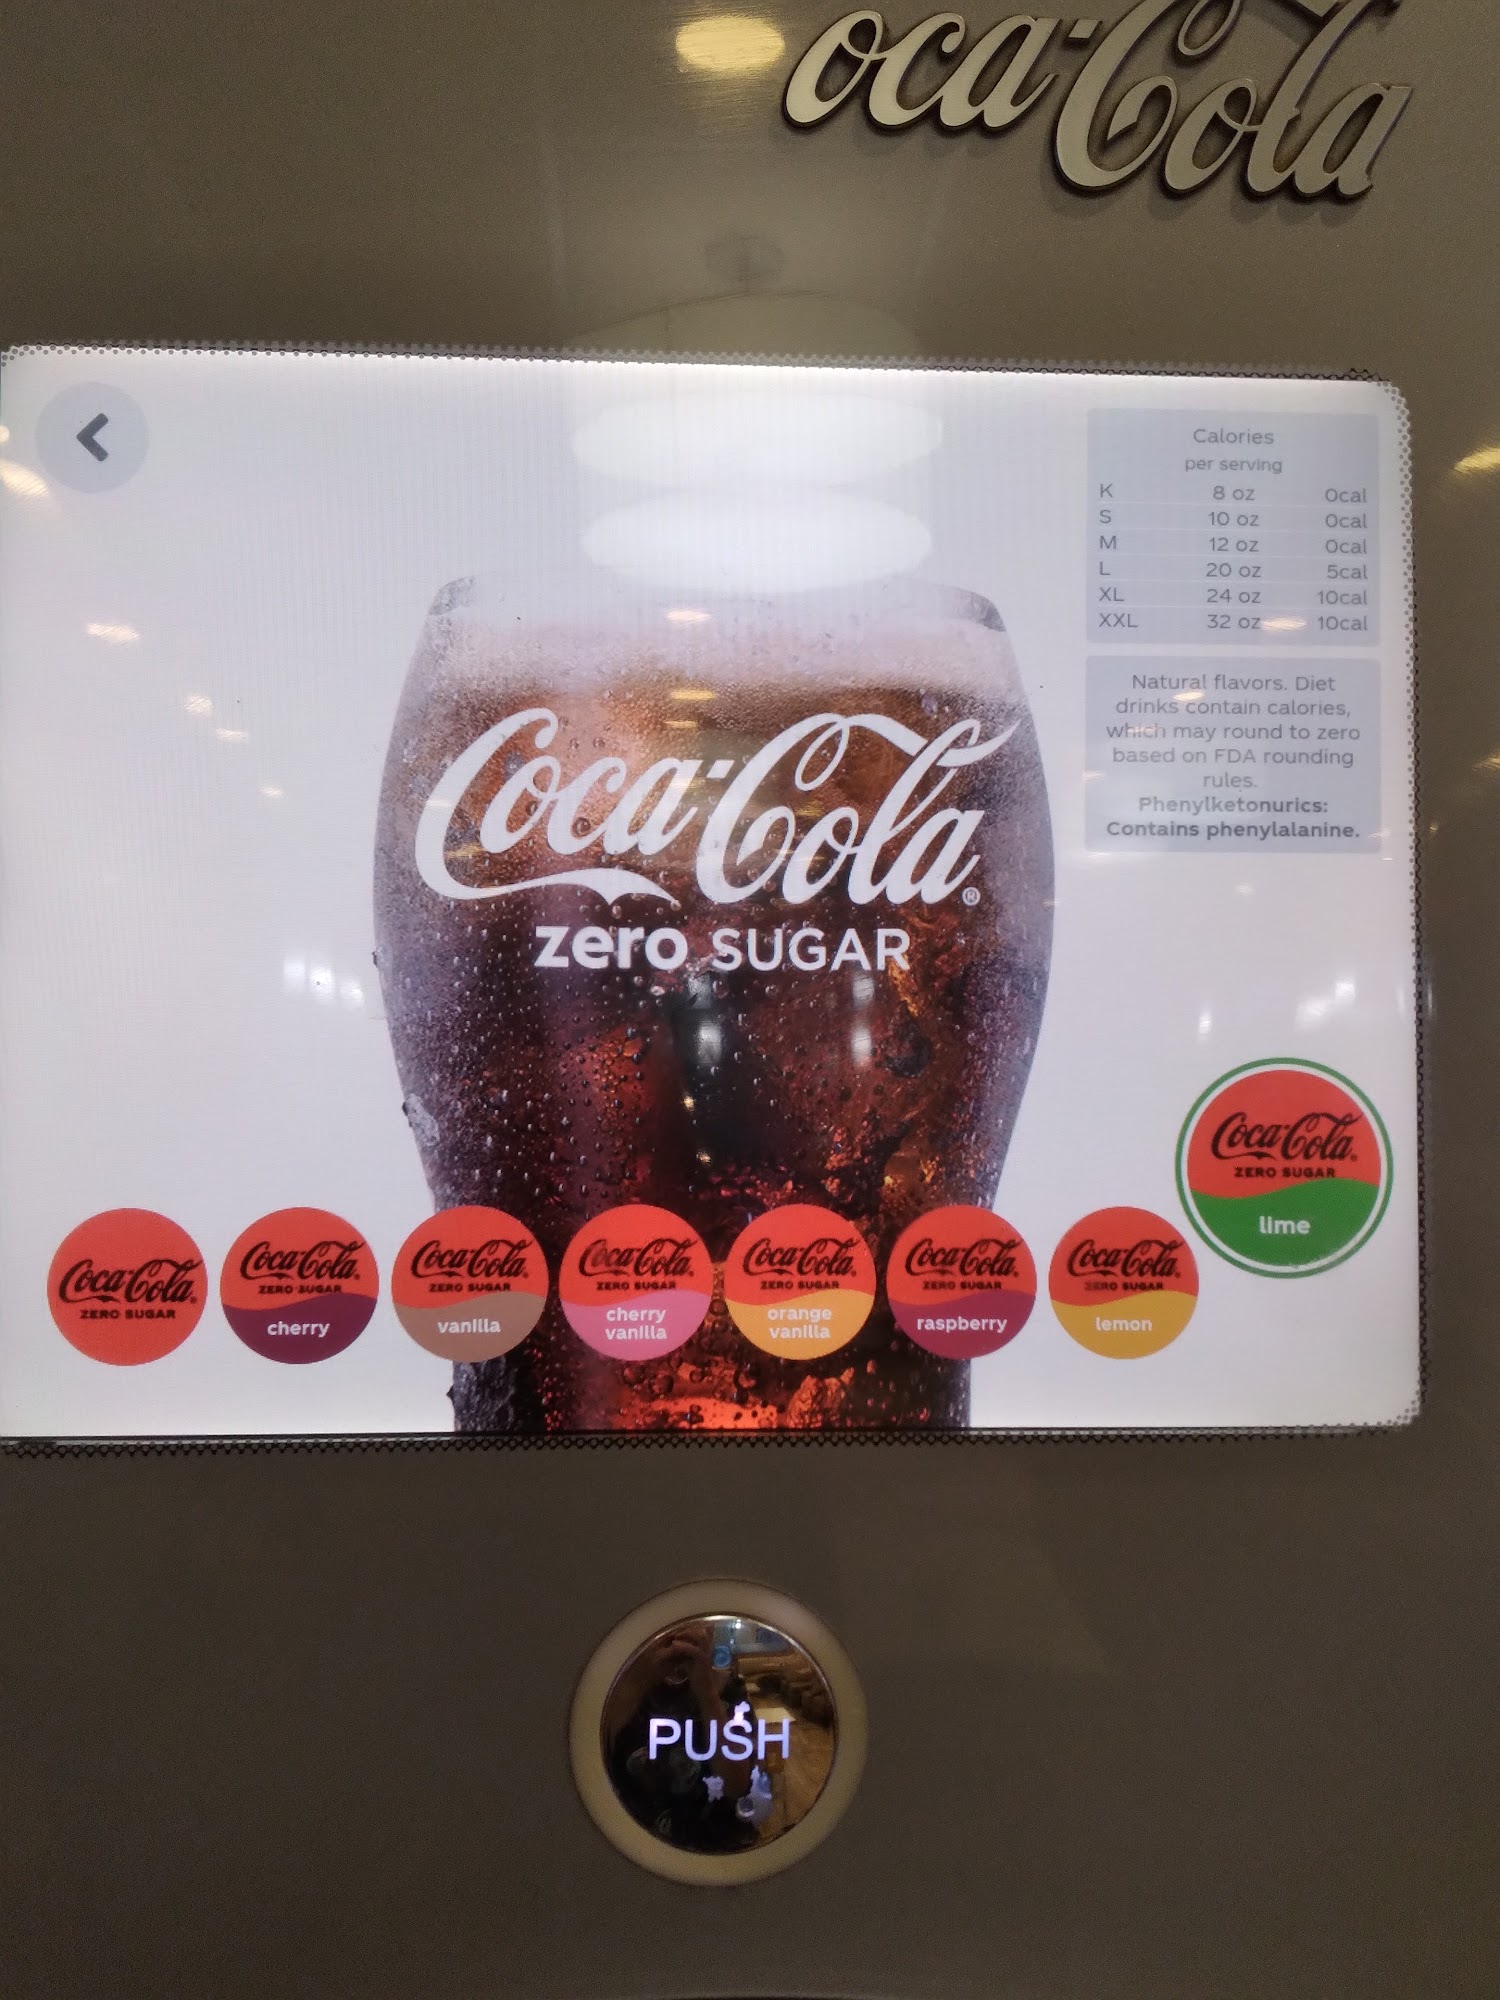 oca-Cola
Calories
per serving
K 8 oz 0cal
S 10 oz 0cal
M 12 oz 0cal
L 20 oz 5cal
XL 24 oz 10cal
XXL 32 oz 10cal
Natural flavors. Diet
drinks contain calories,
which may round to zero
based on FDA rounding
rules.
Phenylketonurics:
Contains phenylalanine.
Coca-Cola®
zero SUGAR
Coca-Cola®
ZERO SUGAR
Coca-Cola®
ZERO SUGAR
cherry
Coca-Cola®
ZERO SUGAR
vanilla
Coca-Cola®
ZERO SUGAR
cherry
vanilla
Coca-Cola®
ZERO SUGAR
orange
vanilla
Coca-Cola®
ZERO SUGAR
raspberry
Coca-Cola®
ZERO SUGAR
lemon
Coca-Cola®
ZERO SUGAR
lime
PUSH